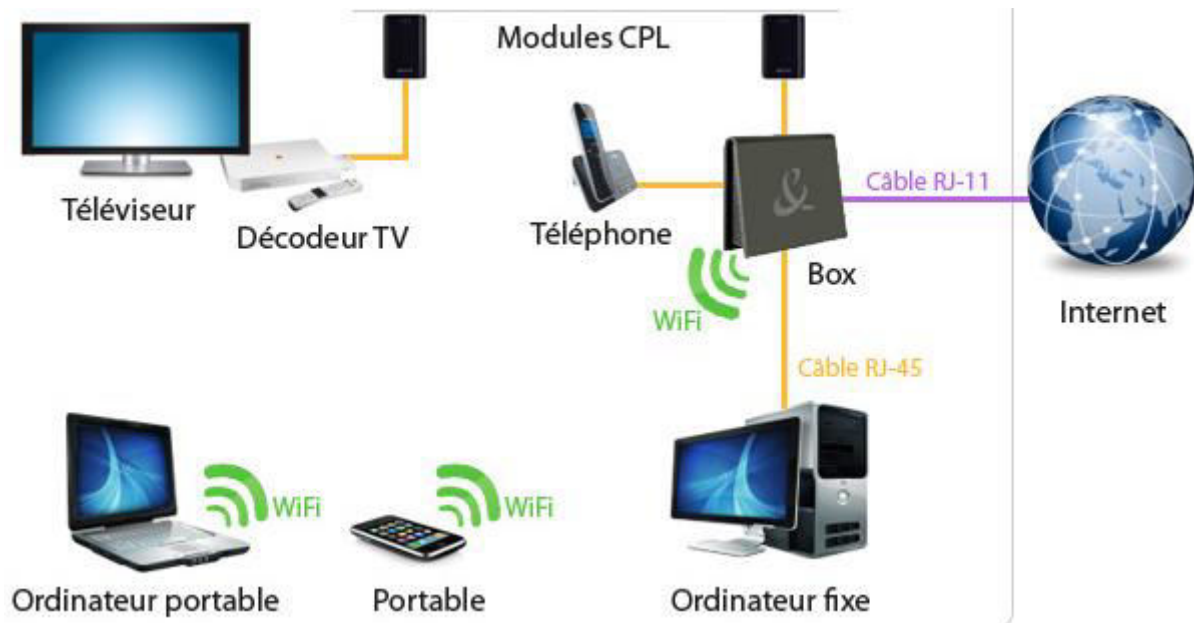 Modules CPL
Téléviseur
Décodeur TV
Téléphone
Câble RJ-11
&
Box
WiFi
Internet
Câble RJ-45
WiFi
WiFi
Ordinateur portable
Portable
Ordinateur fixe